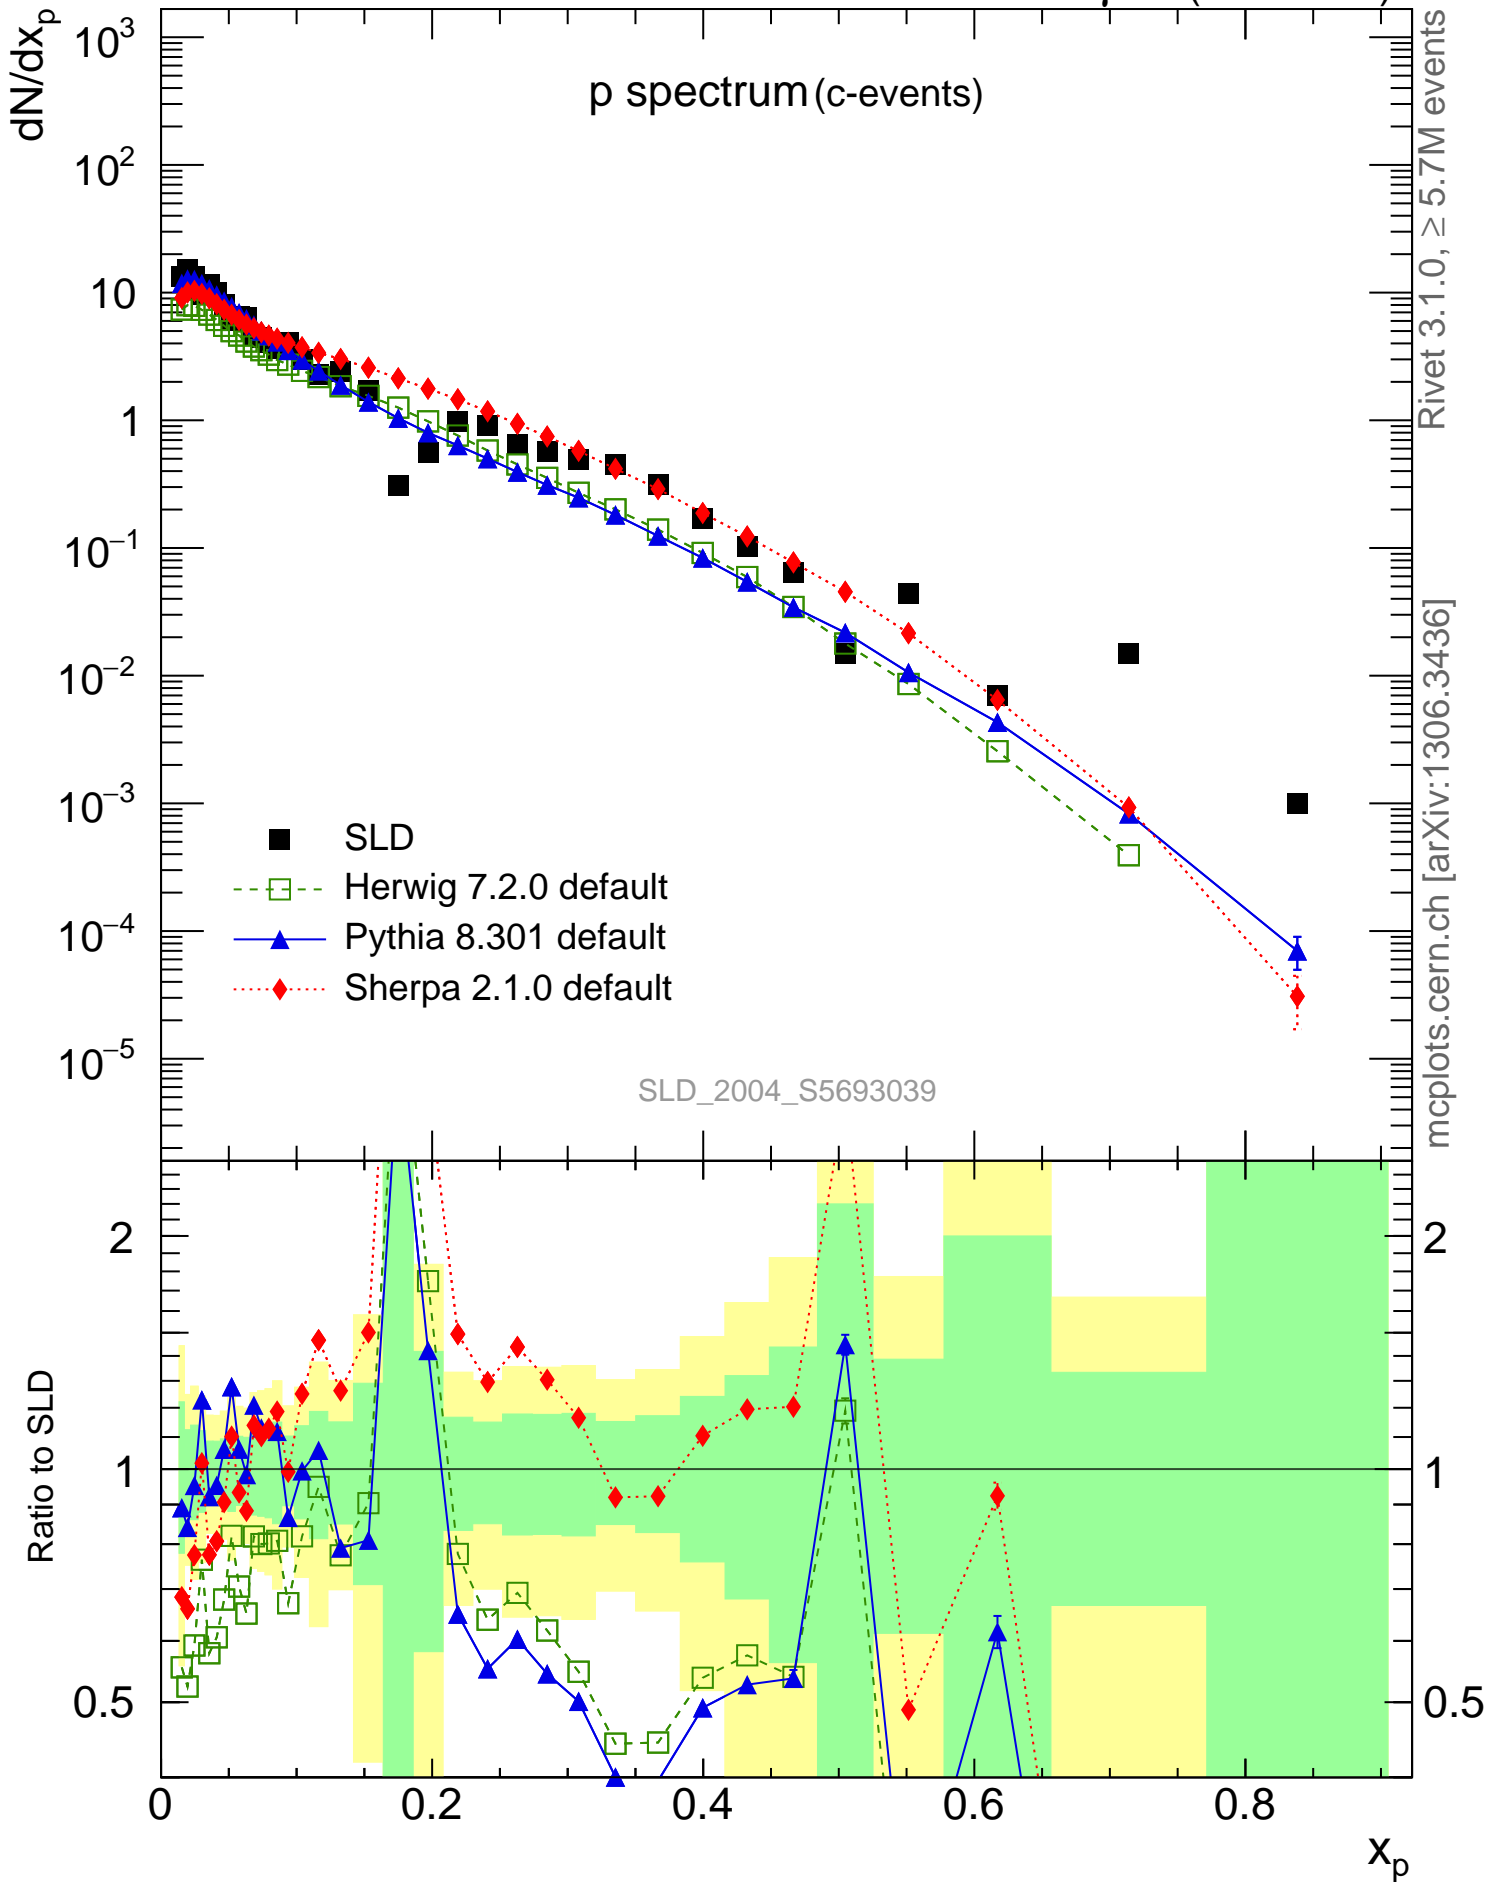 dN/dx_p
p spectrum (c-events)
10^3
10^2
10
1
10^−1
10^−2
10^−3
10^−4
10^−5
SLD
Herwig 7.2.0 default
Pythia 8.301 default
Sherpa 2.1.0 default
SLD_2004_S5693039
Rivet 3.1.0, ≥ 5.7M events
mcplots.cern.ch [arXiv:1306.3436]
Ratio to SLD
2
1
0.5
2
1
0.5
0 0.2 0.4 0.6 0.8
x_p